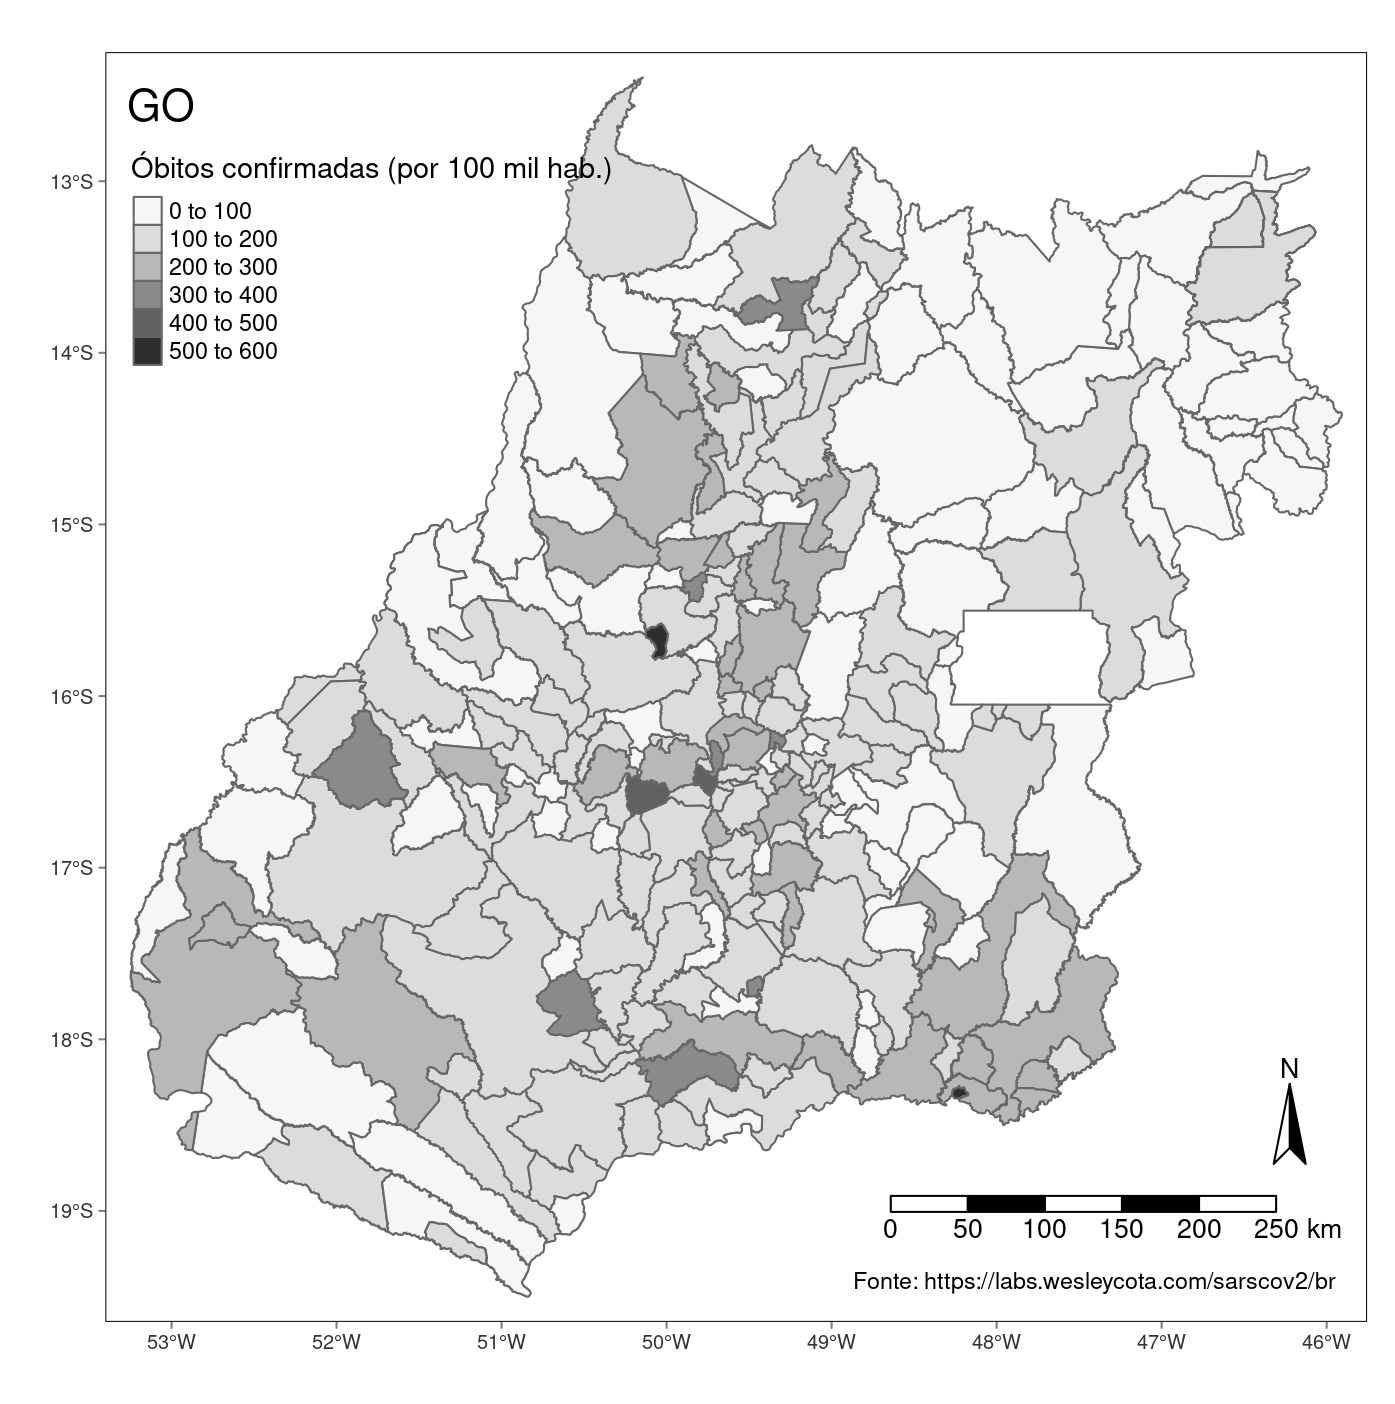 GO
Óbitos confirmadas (por 100 mil hab.)
0 to 100
100 to 200
200 to 300
300 to 400
400 to 500
500 to 600
13°S
14°S
15°S
16°S
17°S
18°S
19°S
N
0 50 100 150 200 250 km
Fonte: https://labs.wesleycota.com/sarscov2/br
53°W 52°W 51°W 50°W 49°W 48°W 47°W 46°W